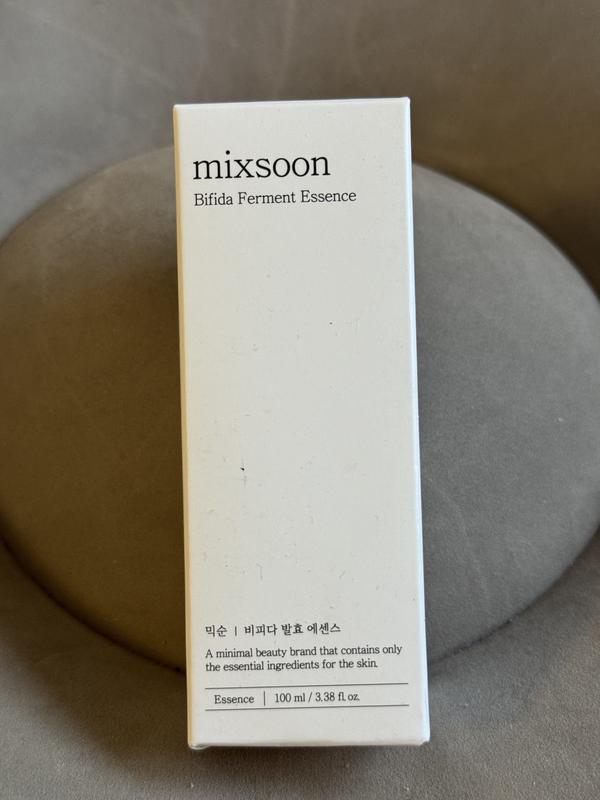 mixsoon
Bifida Ferment Essence
믹순 | 비피다 발효 에센스
A minimal beauty brand that contains only
the essential ingredients for the skin.
Essence | 100 ml / 3.38 fl. oz.